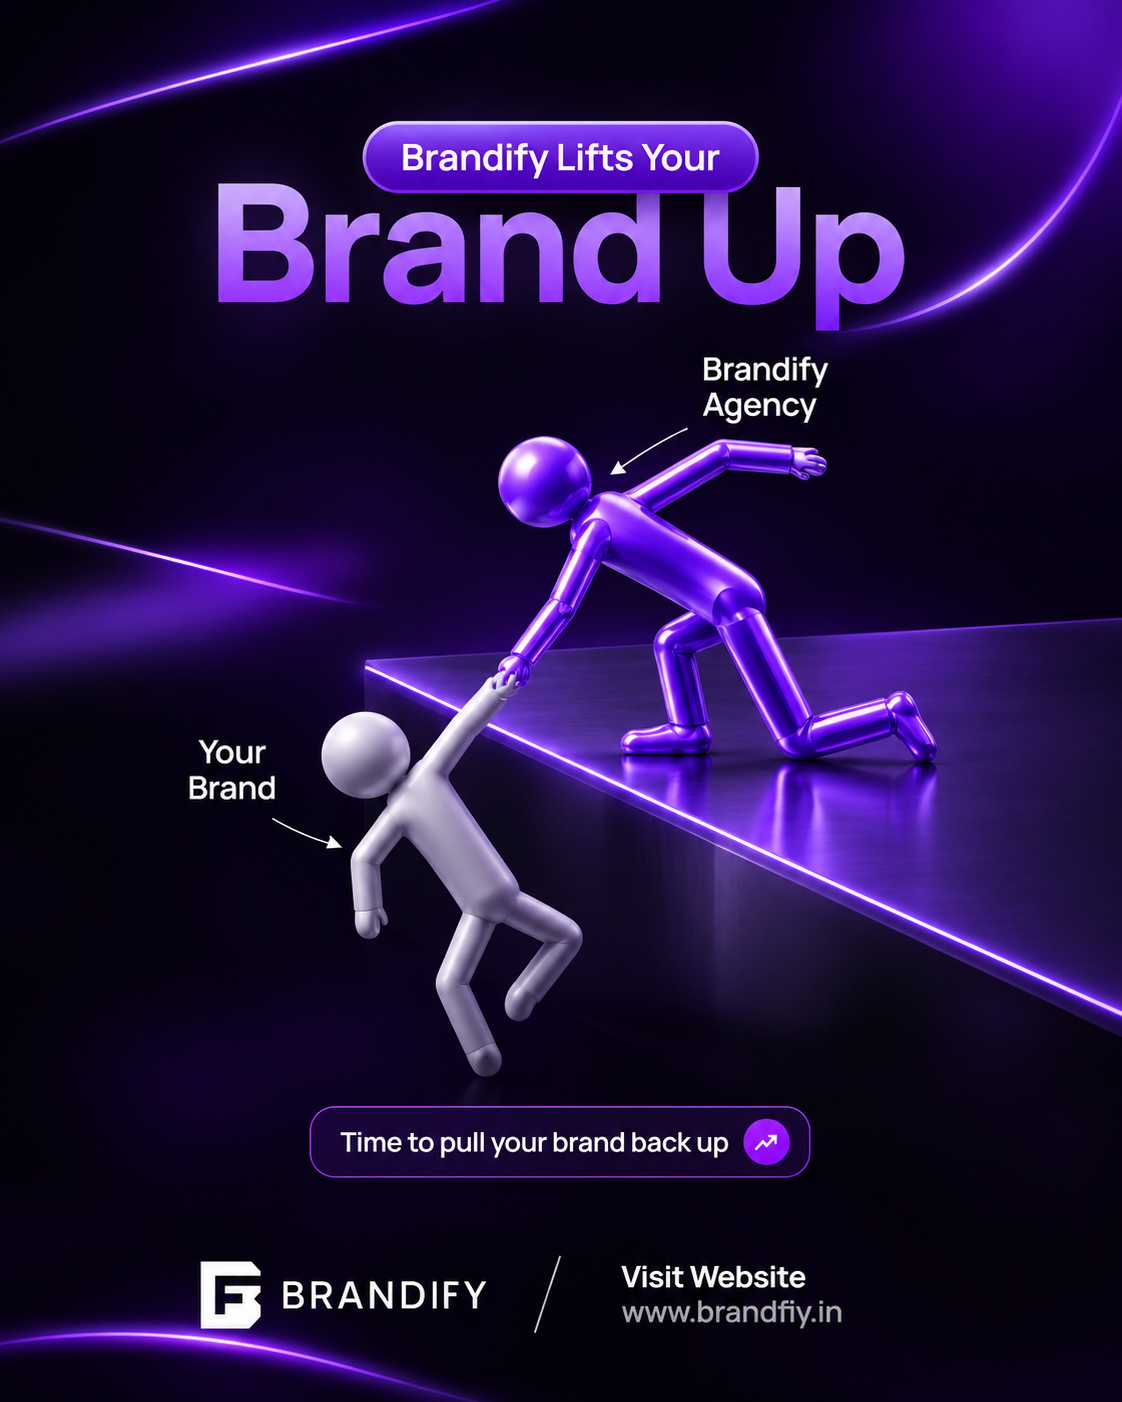 Brandify Lifts Your
Brand Up
Brandify
Agency
Your
Brand
Time to pull your brand back up
BRANDIFY
Visit Website
www.brandfiy.in